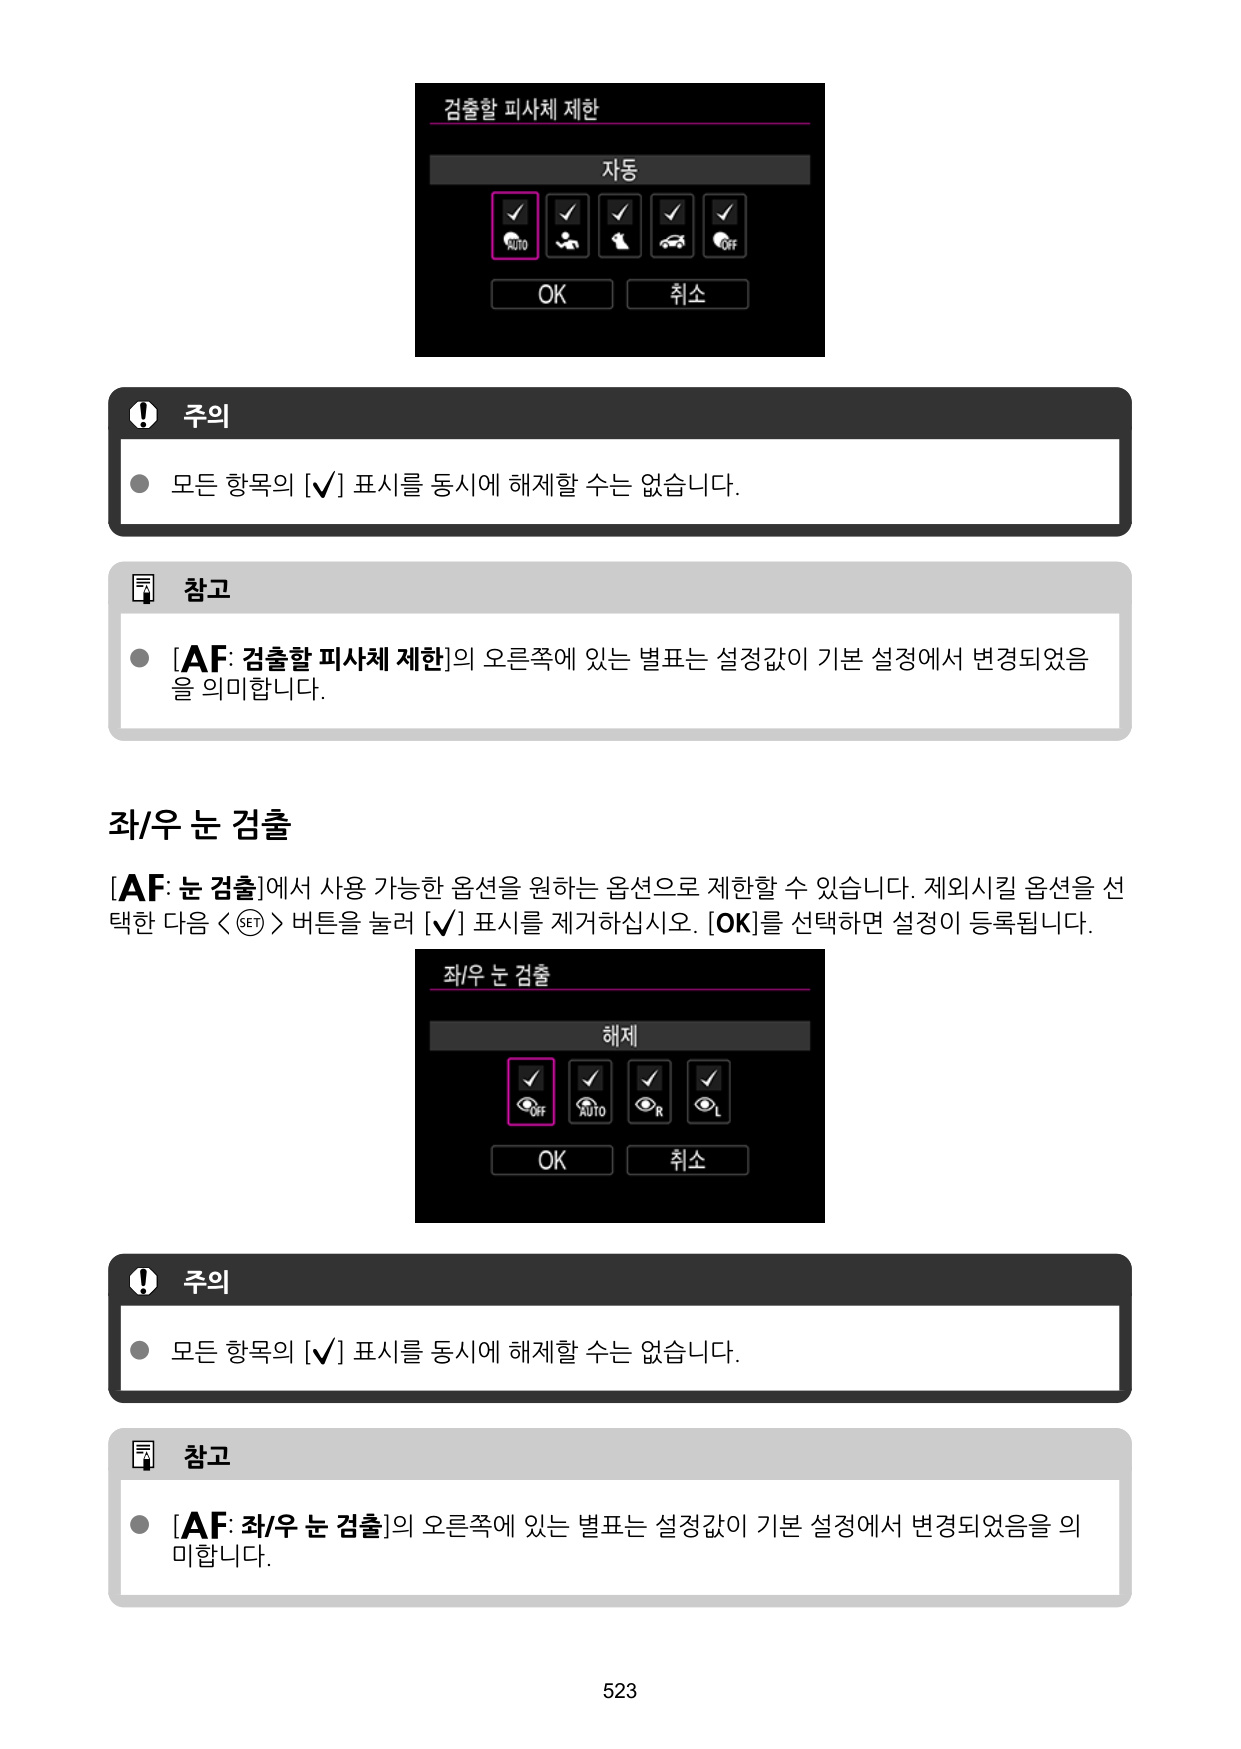 검출할 피사체 제한
자동
AUTO OFF
OK 취소
주의
● 모든 항목의 [✓] 표시를 동시에 해제할 수는 없습니다.
참고
● [AF: 검출할 피사체 제한]의 오른쪽에 있는 별표는 설정값이 기본 설정에서 변경되었음
을 의미합니다.
좌/우 눈 검출
[AF: 눈 검출]에서 사용 가능한 옵션을 원하는 옵션으로 제한할 수 있습니다. 제외시킬 옵션을 선
택한 다음 < SET > 버튼을 눌러 [✓] 표시를 제거하십시오. [OK]를 선택하면 설정이 등록됩니다.
좌/우 눈 검출
해제
OFF AUTO R L
OK 취소
주의
● 모든 항목의 [✓] 표시를 동시에 해제할 수는 없습니다.
참고
● [AF: 좌/우 눈 검출]의 오른쪽에 있는 별표는 설정값이 기본 설정에서 변경되었음을 의
미합니다.
523